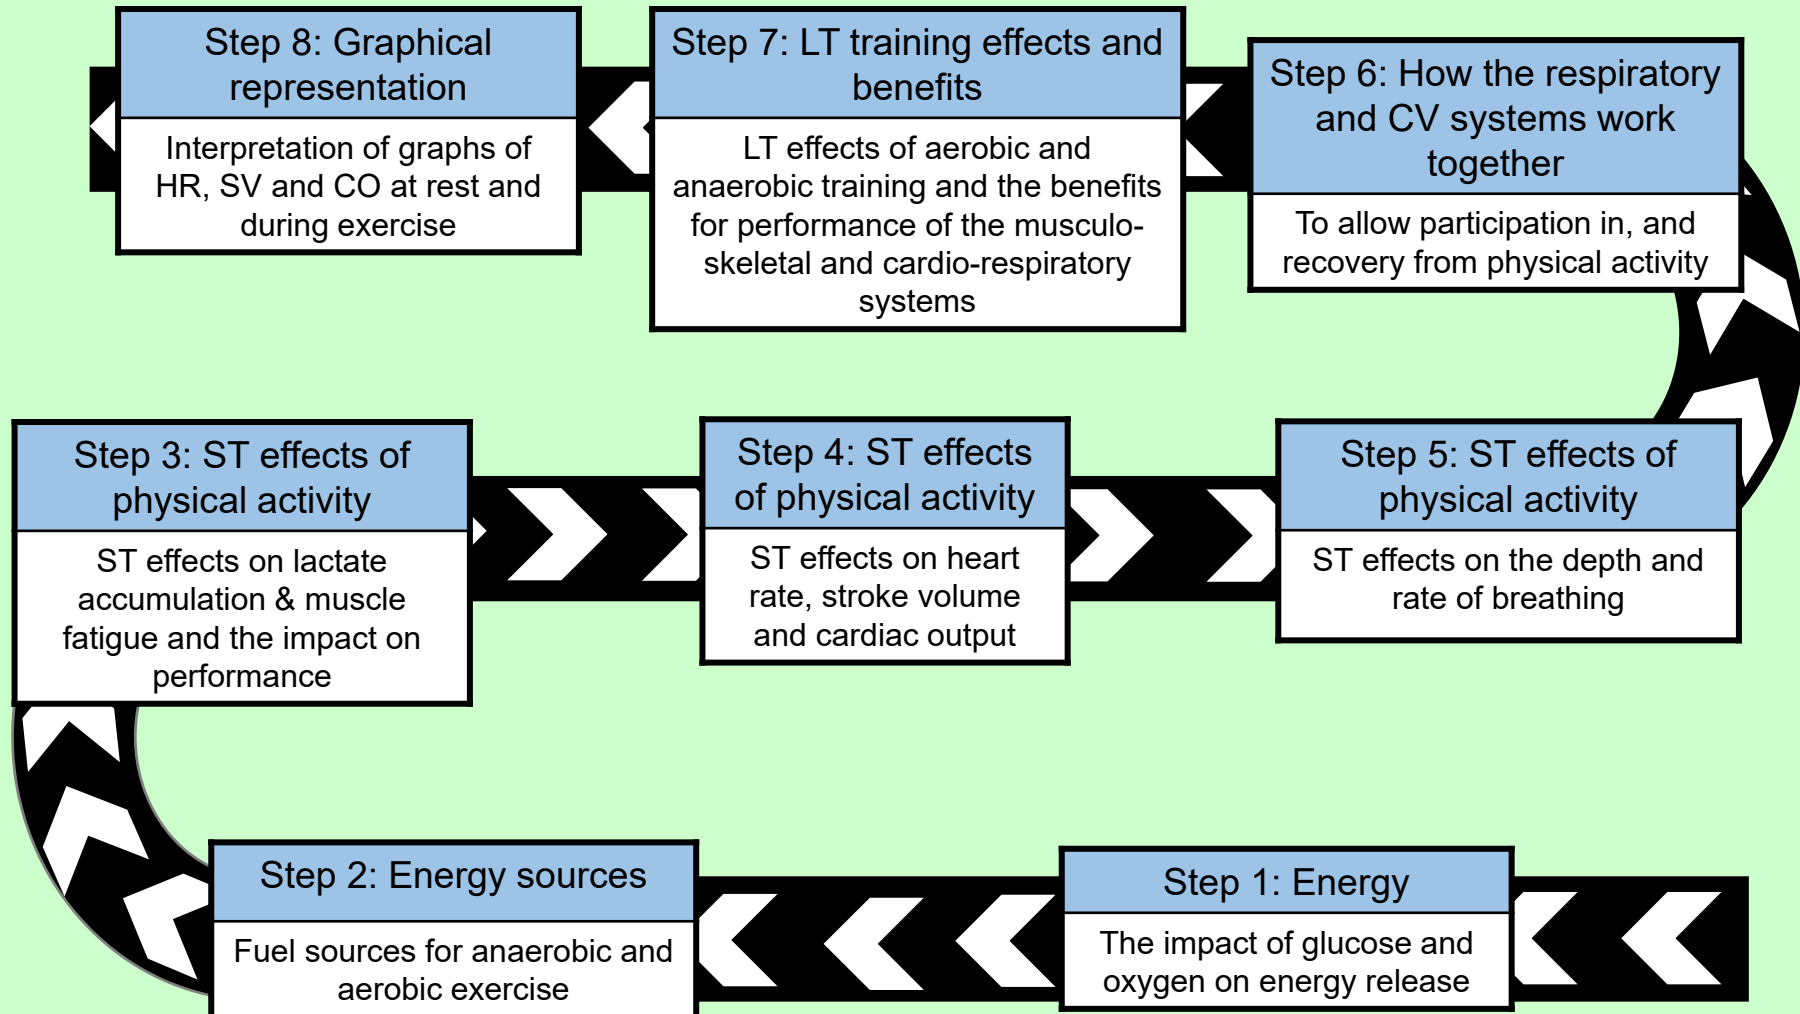 Step 8: Graphical
representation
Interpretation of graphs of
HR, SV and CO at rest and
during exercise
Step 7: LT training effects and
benefits
LT effects of aerobic and
anaerobic training and the benefits
for performance of the musculo-
skeletal and cardio-respiratory
systems
Step 6: How the respiratory
and CV systems work
together
To allow participation in, and
recovery from physical activity
Step 3: ST effects of
physical activity
ST effects on lactate
accumulation & muscle
fatigue and the impact on
performance
Step 4: ST effects
of physical activity
ST effects on heart
rate, stroke volume
and cardiac output
Step 5: ST effects of
physical activity
ST effects on the depth and
rate of breathing
Step 2: Energy sources
Fuel sources for anaerobic and
aerobic exercise
Step 1: Energy
The impact of glucose and
oxygen on energy release